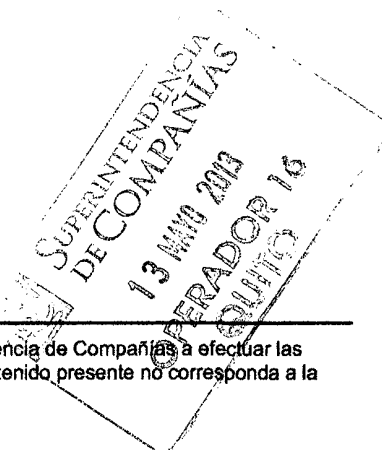 SUPERINTENDENCIA
DE COMPAÑÍAS
13 MAYO 2013
OPERADOR 16
QUITO
encia de Compañías a efectuar las
tenido presente no corresponda a la